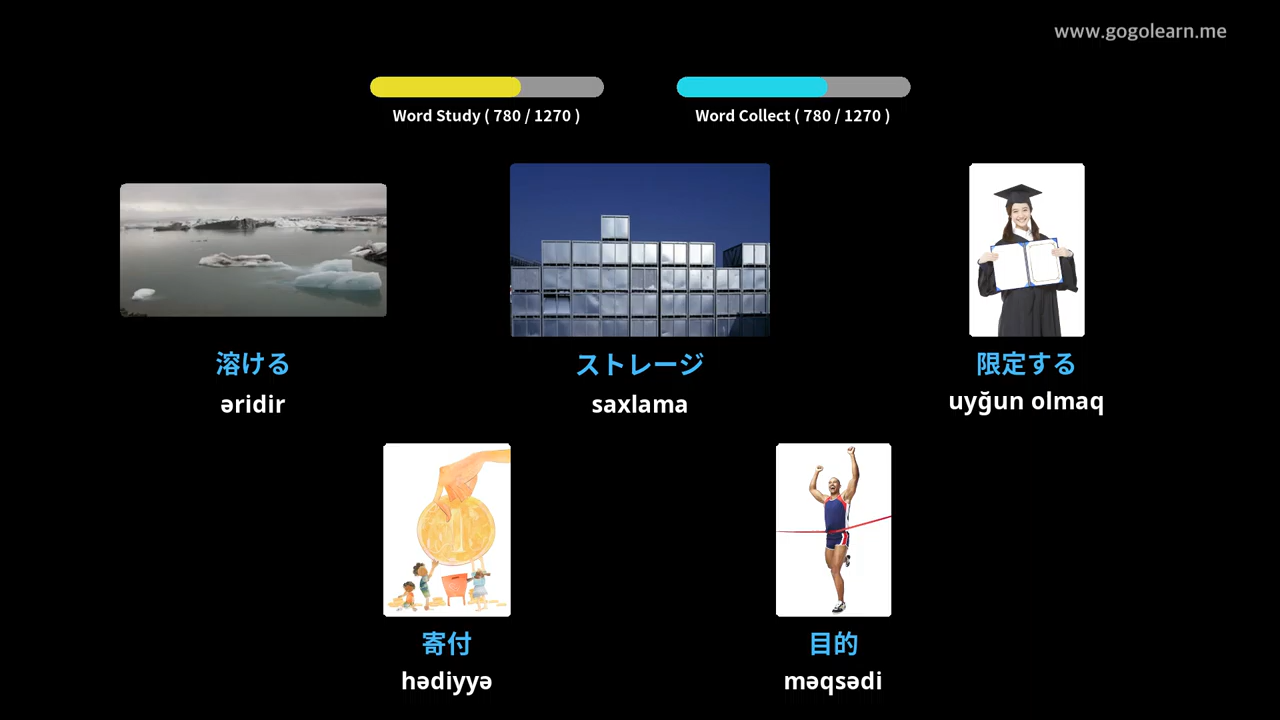 www.gogolearn.me
Word Study ( 780 / 1270 )
Word Collect ( 780 / 1270 )
溶ける
əridir
ストレージ
saxlama
限定する
uyğun olmaq
寄付
hədiyyə
目的
məqsədi